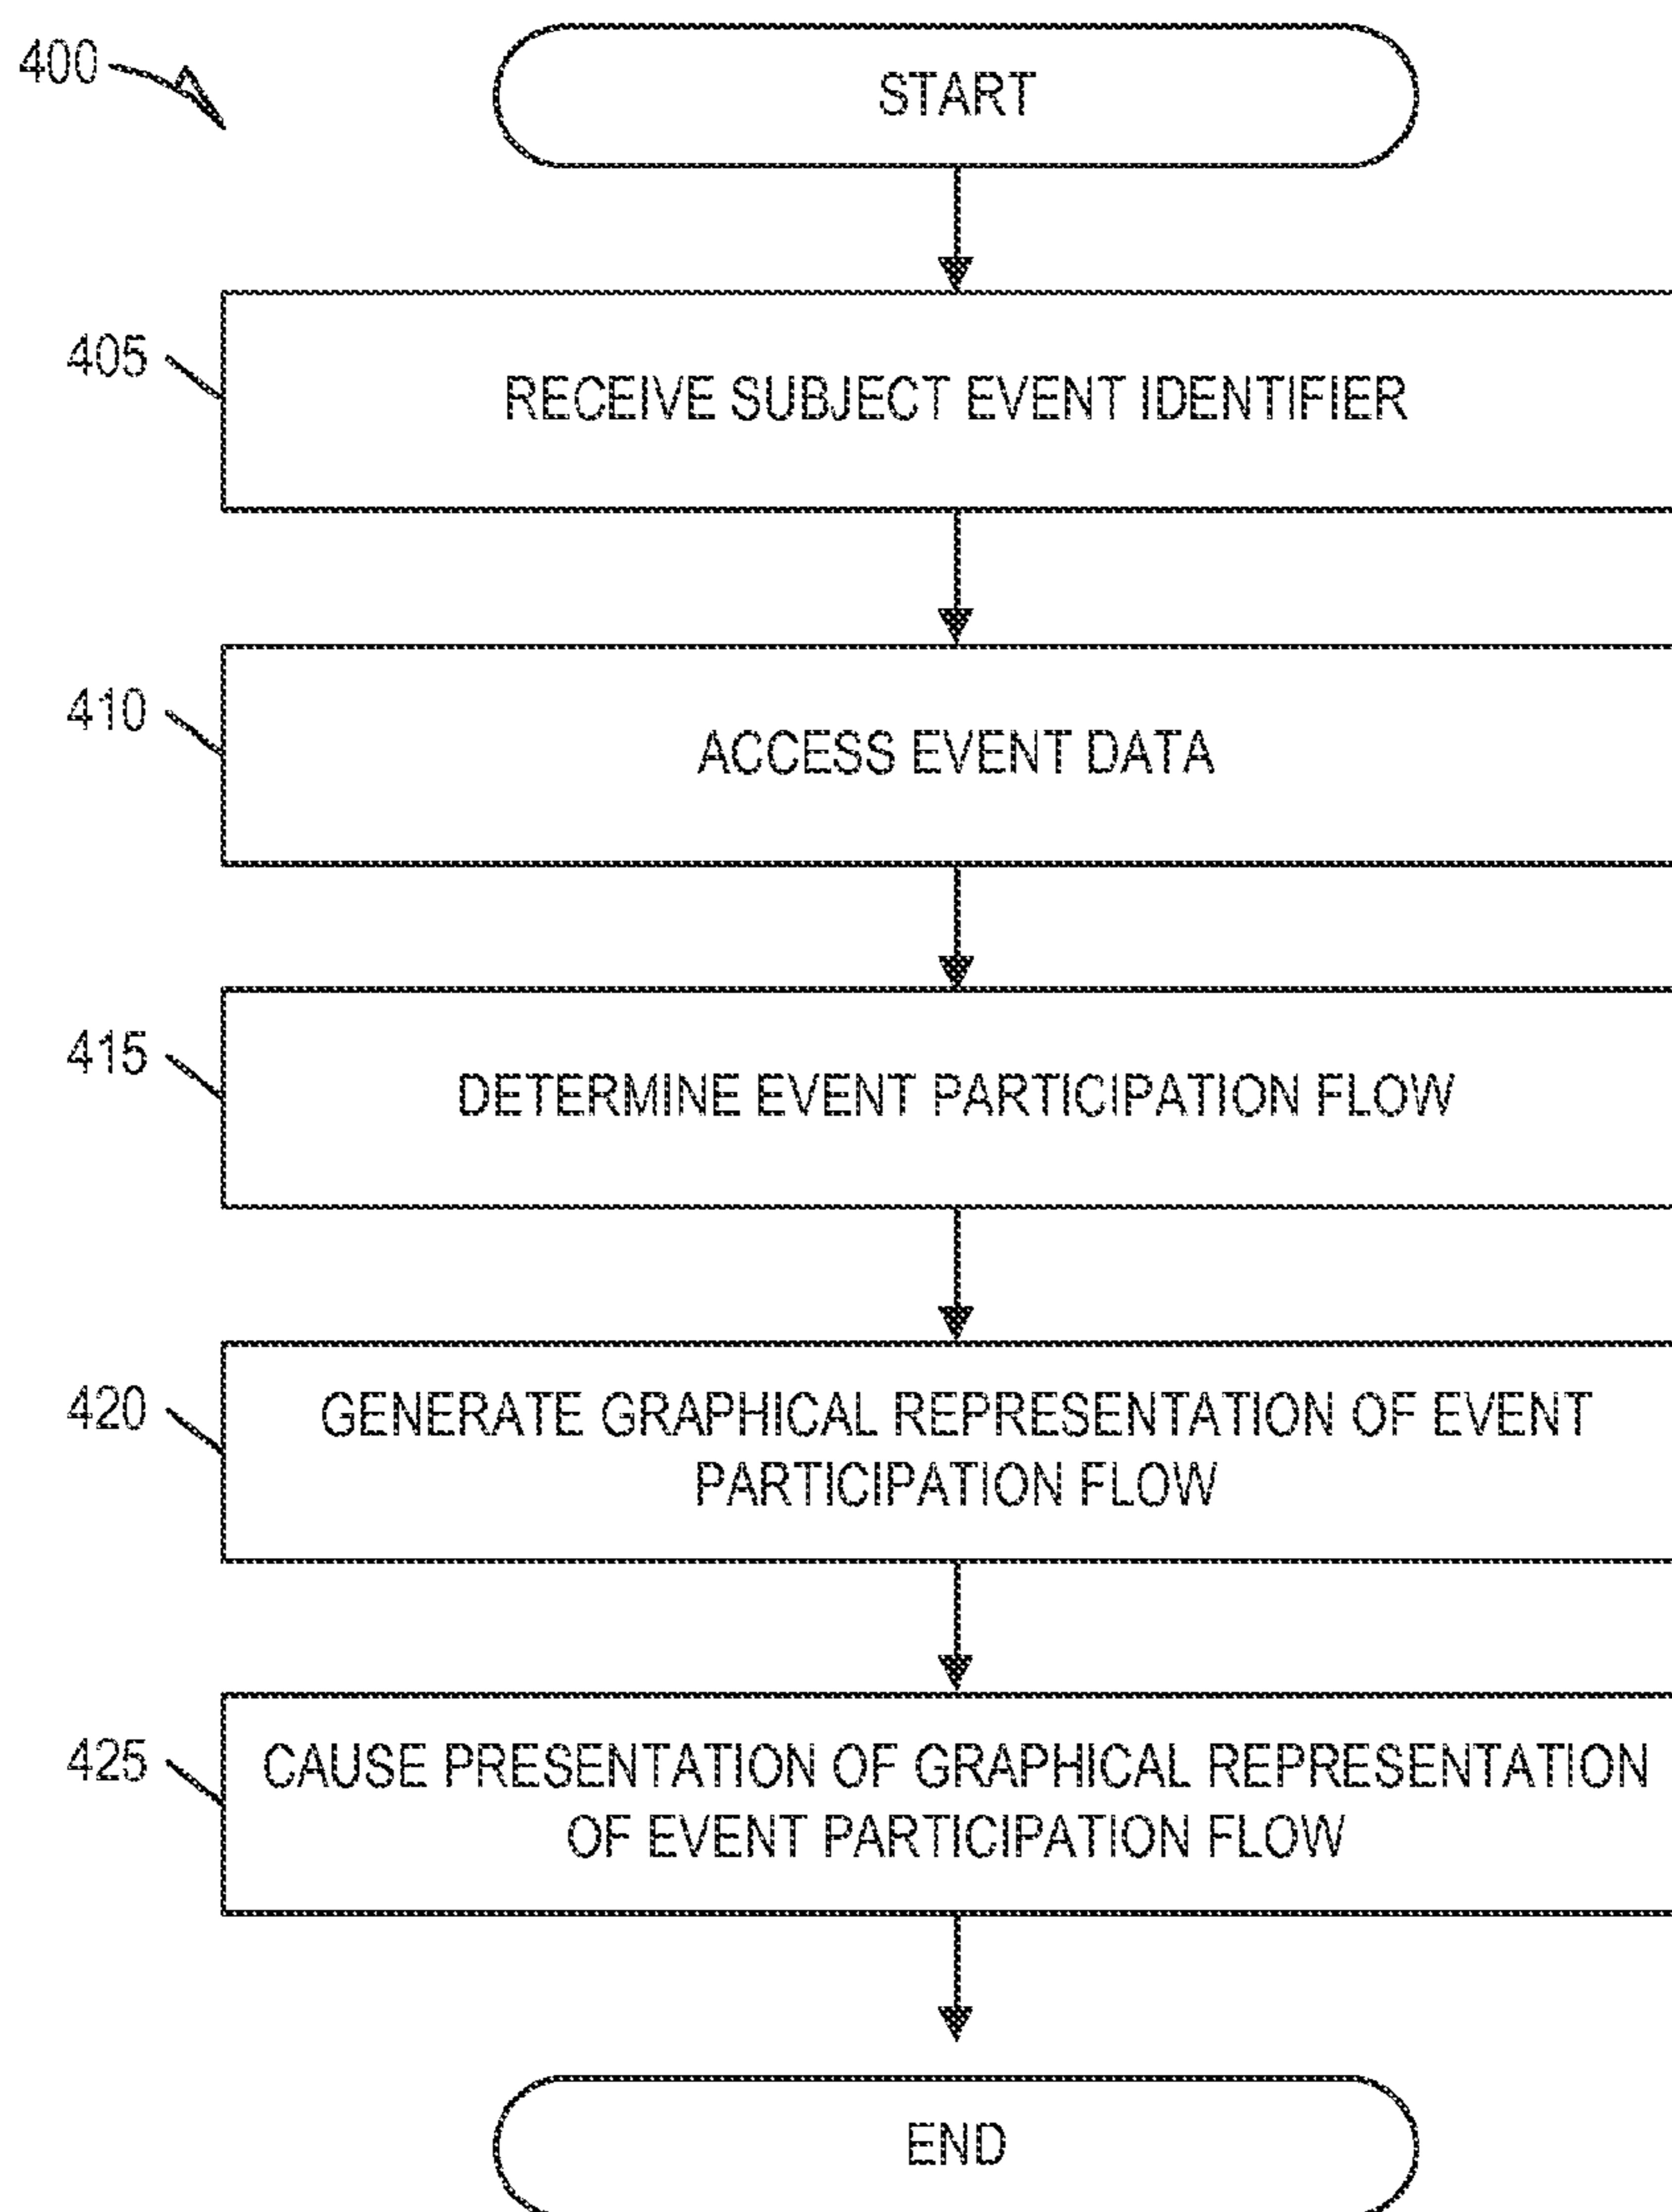 400
START
405
RECEIVE SUBJECT EVENT IDENTIFIER
410
ACCESS EVENT DATA
415
DETERMINE EVENT PARTICIPATION FLOW
420
GENERATE GRAPHICAL REPRESENTATION OF EVENT
PARTICIPATION FLOW
425
CAUSE PRESENTATION OF GRAPHICAL REPRESENTATION
OF EVENT PARTICIPATION FLOW
END